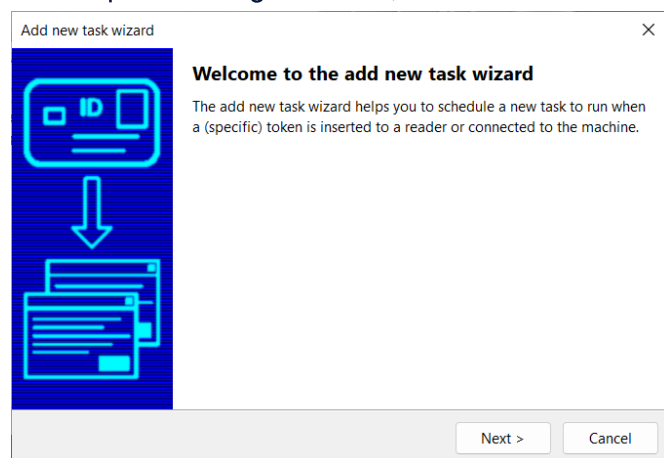 Add new task wizard
ID
Welcome to the add new task wizard
The add new task wizard helps you to schedule a new task to run when
a (specific) token is inserted to a reader or connected to the machine.
Next >
Cancel